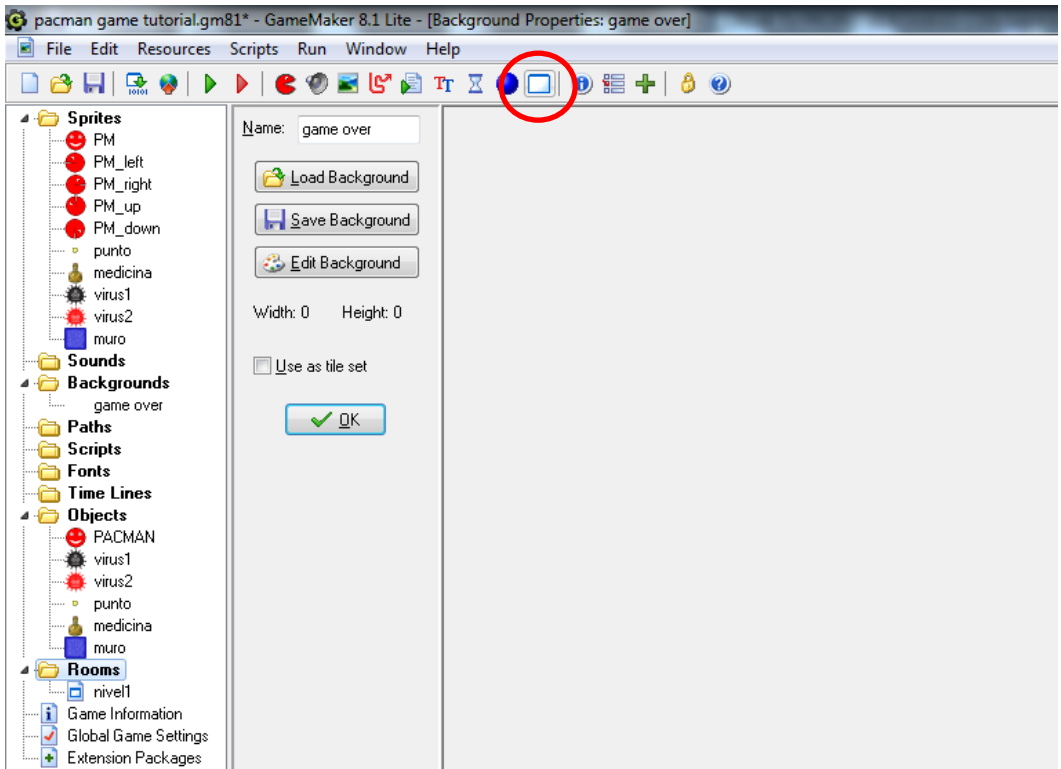 pacman game tutorial.gm81* - GameMaker 8.1 Lite - [Background Properties: game over]
File Edit Resources Scripts Run Window Help
Sprites
PM
PM_left
PM_right
PM_up
PM_down
punto
medicina
virus1
virus2
muro
Sounds
Backgrounds
game over
Paths
Scripts
Fonts
Time Lines
Objects
PACMAN
virus1
virus2
punto
medicina
muro
Rooms
nivel1
Game Information
Global Game Settings
Extension Packages
Name: game over
Load Background
Save Background
Edit Background
Width: 0 Height: 0
Use as tile set
OK